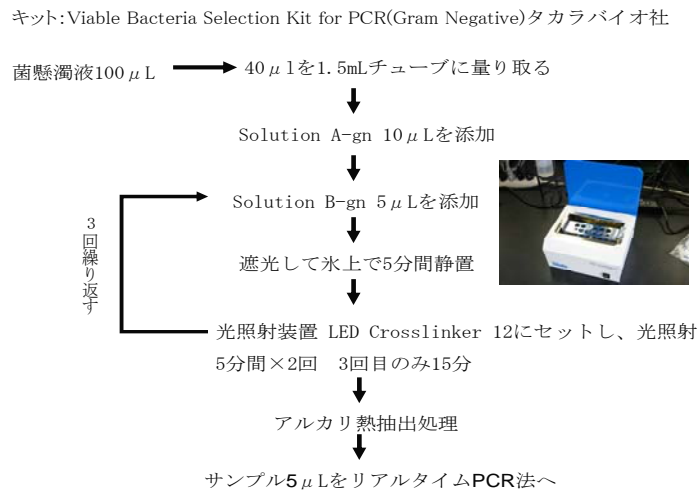 キット:Viable Bacteria Selection Kit for PCR(Gram Negative)タカラバイオ社
菌懸濁液100μL
40μlを1.5mLチューブに量り取る
Solution A-gn 10μLを添加
Solution B-gn 5μLを添加
3回繰り返す
遮光して氷上で5分間静置
光照射装置 LED Crosslinker 12にセットし、光照射
5分間×2回　3回目のみ15分
アルカリ熱抽出処理
サンプル5μLをリアルタイムPCR法へ